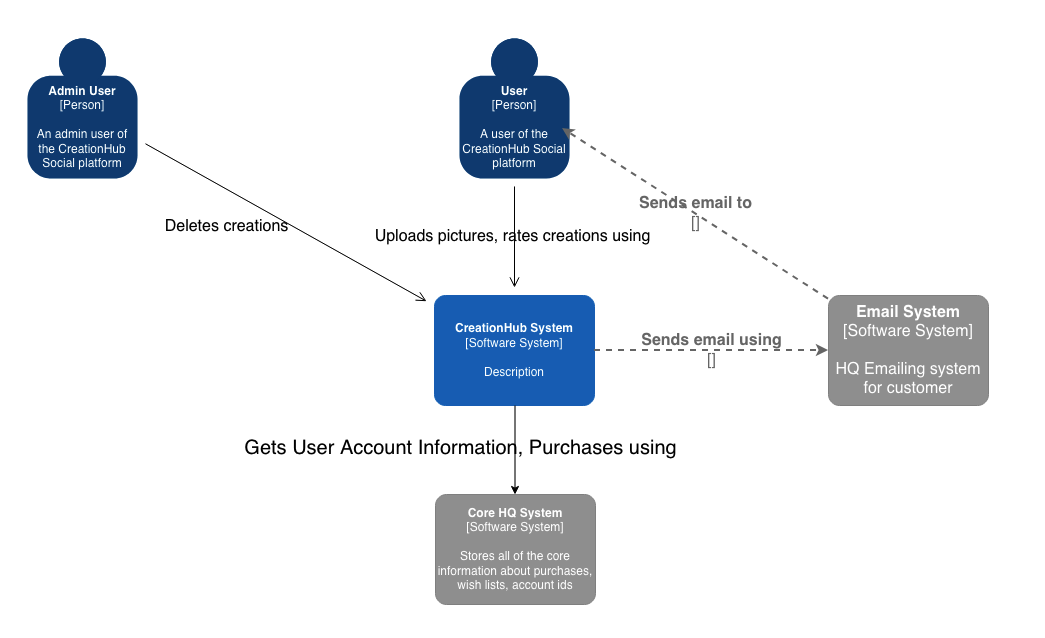 Admin User
[Person]
An admin user of
the CreationHub
Social platform
User
[Person]
A user of the
CreationHub Social
platform
Sends email to
[]
Deletes creations
Uploads pictures, rates creations using
CreationHub System
[Software System]
Description
Sends email using
[]
Email System
[Software System]
HQ Emailing system
for customer
Gets User Account Information, Purchases using
Core HQ System
[Software System]
Stores all of the core
information about purchases,
wish lists, account ids